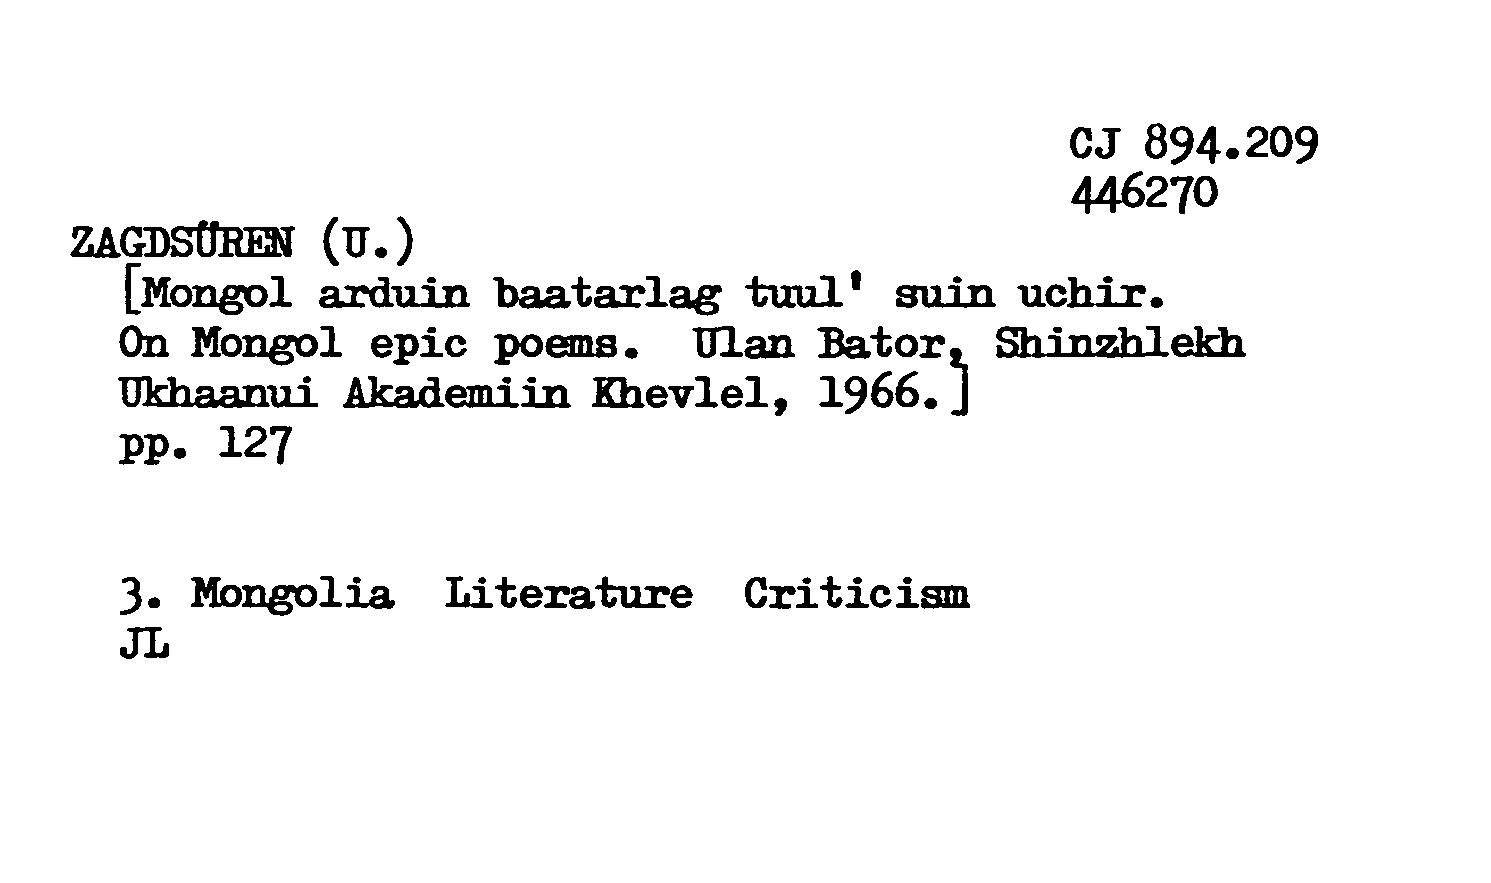 CJ 894.209
446270
ZAGDSÜREN (U.)
[Mongol arduin baatarlag tuul' suin uchir.
On Mongol epic poems. Ulan Bator, Shinzhlekh
Ukhaanui Akademiin Khevlel, 1966.]
pp. 127
3. Mongolia Literature Criticism
JL